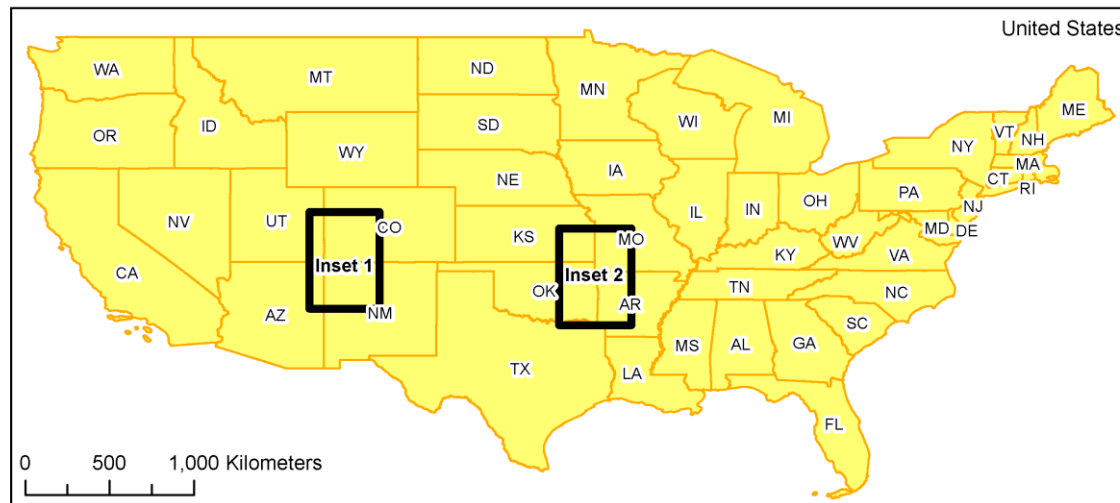 United States
WA
MT
ND
MN
ME
OR
ID
SD
WI
MI
VT
NH
NY
WY
MA
IA
CT
RI
NE
PA
NV
UT
IL
IN
OH
NJ
CO
KS
MO
MD
DE
WV
VA
KY
CA
Inset 1
Inset 2
TN
OK
NC
AZ
NM
AR
SC
MS
AL
GA
TX
LA
FL
0 500 1,000 Kilometers